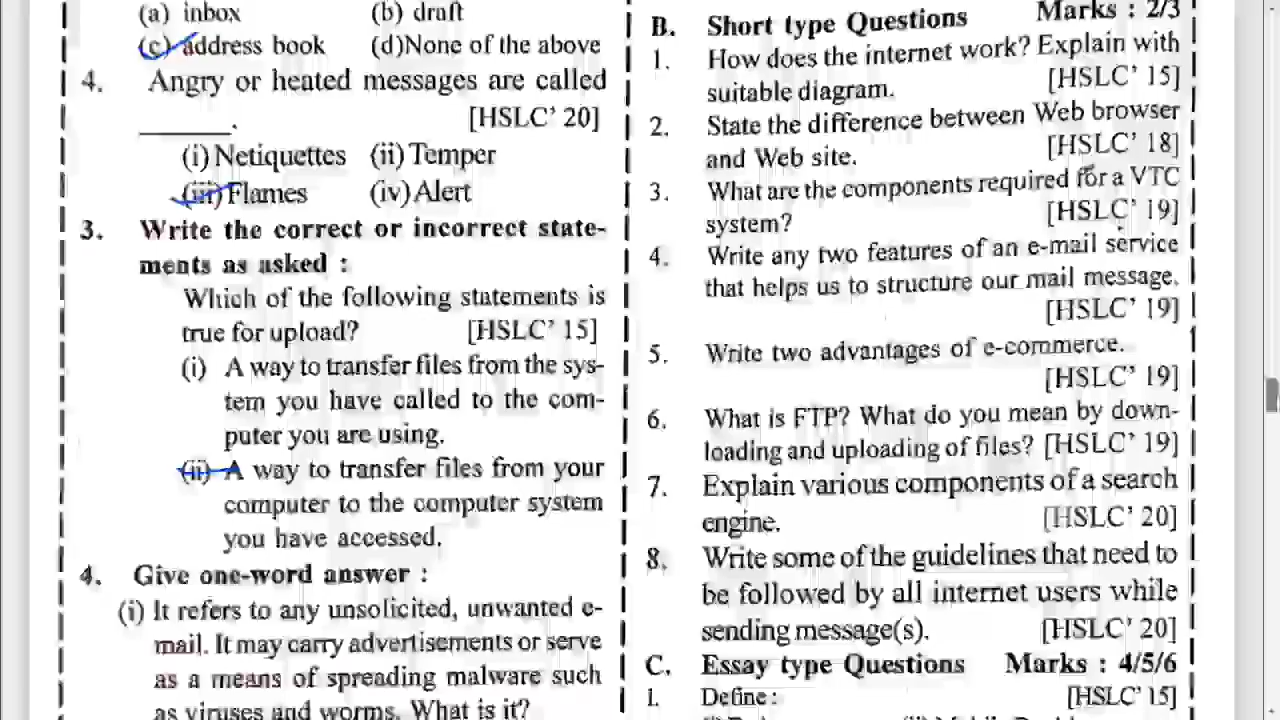 (a) inbox (b) draft
(c) address book (d)None of the above
4. Angry or heated messages are called
______. [HSLC’ 20]
(i) Netiquettes (ii) Temper
(iii) Flames (iv) Alert
3. Write the correct or incorrect state-
ments as asked :
Which of the following statements is
true for upload? [HSLC’ 15]
(i) A way to transfer files from the sys-
tem you have called to the com-
puter you are using.
(ii) A way to transfer files from your
computer to the computer system
you have accessed.
4. Give one-word answer :
(i) It refers to any unsolicited, unwanted e-
mail. It may carry advertisements or serve
as a means of spreading malware such
as viruses and worms. What is it?
B. Short type Questions Marks : 2/3
1. How does the internet work? Explain with
suitable diagram. [HSLC’ 15]
2. State the difference between Web browser
and Web site. [HSLC’ 18]
3. What are the components required for a VTC
system? [HSLC’ 19]
4. Write any two features of an e-mail service
that helps us to structure our mail message.
[HSLC’ 19]
5. Write two advantages of e-commerce.
[HSLC’ 19]
6. What is FTP? What do you mean by down-
loading and uploading of files? [HSLC’ 19]
7. Explain various components of a search
engine. [HSLC’ 20]
8. Write some of the guidelines that need to
be followed by all internet users while
sending message(s). [HSLC’ 20]
C. Essay type Questions Marks : 4/5/6
1. Define : [HSLC’ 15]